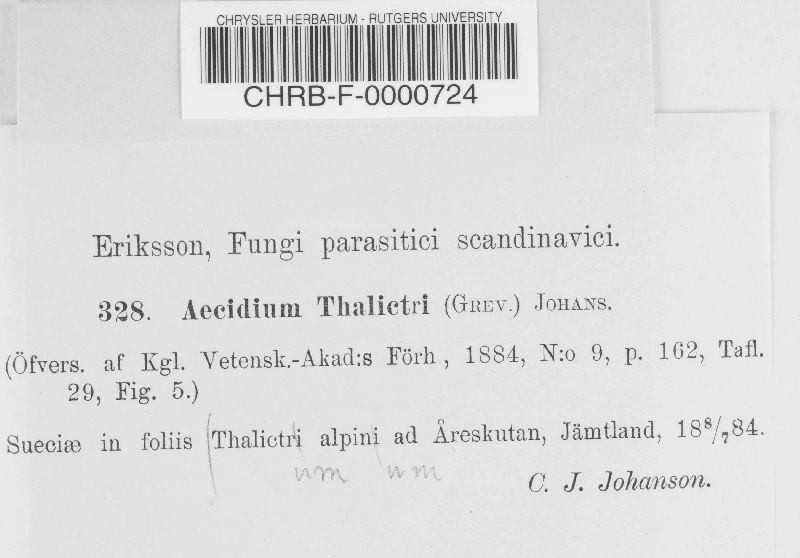 CHRYSLER HERBARIUM - RUTGERS UNIVERSITY
CHRB-F-0000724
Eriksson, Fungi parasitici scandinavici.
328. Aecidium Thalictri (GREV.) JOHANS.
(Öfvers. af Kgl. Vetensk.-Akad:s Förh, 1884, N:o 9, p. 162, Tafl.
29, Fig. 5.)
Sueciæ in foliis (Thalictri alpini ad Åreskutan, Jämtland, 18⁸/₇84.
um um
C. J. Johanson.